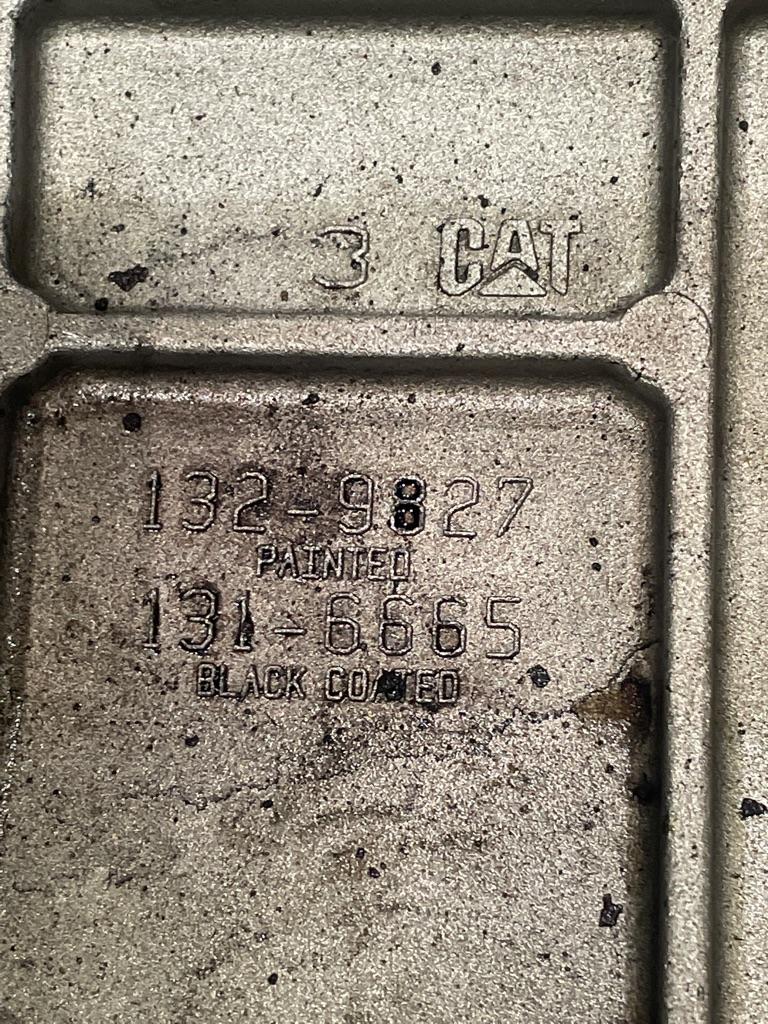 3 CAT
132-9827
PAINTED
131-6665
BLACK COATED